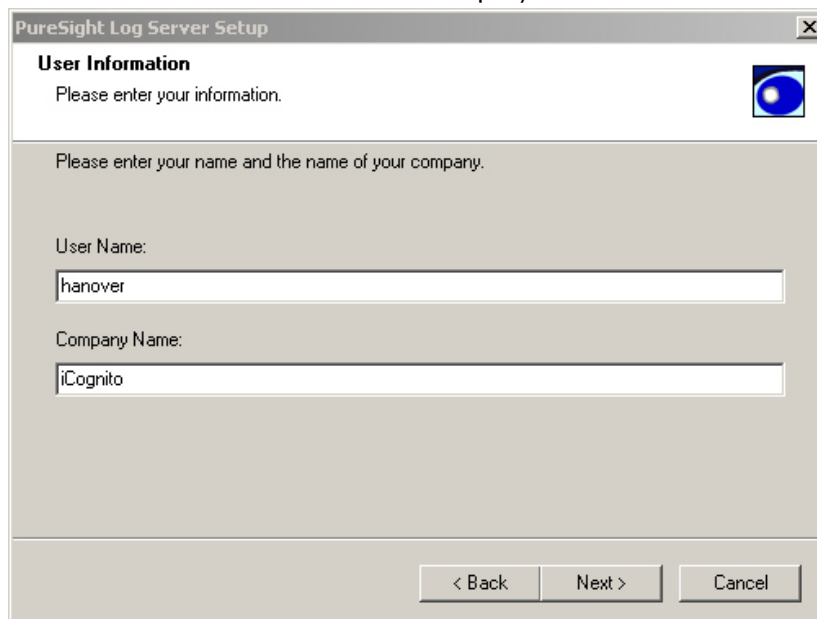 PureSight Log Server Setup
User Information
Please enter your information.
Please enter your name and the name of your company.
User Name:
hanover
Company Name:
iCognito
< Back Next > Cancel